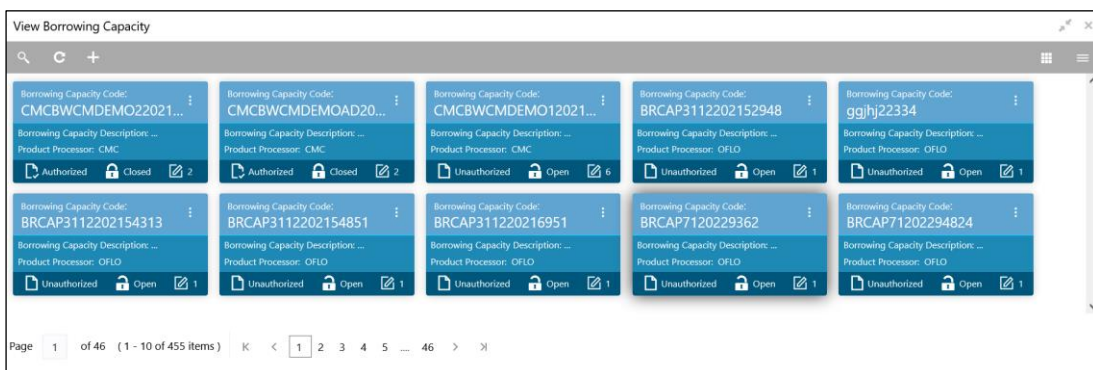 View Borrowing Capacity
Borrowing Capacity Code:
CMCBWCMDEMO22021...
Borrowing Capacity Description: ...
Product Processor: CMC
Authorized Closed 2
Borrowing Capacity Code:
CMCBWCMDEMOAD20...
Borrowing Capacity Description: ...
Product Processor: CMC
Authorized Closed 2
Borrowing Capacity Code:
CMCBWCMDEMO12021...
Borrowing Capacity Description: ...
Product Processor: CMC
Unauthorized Open 6
Borrowing Capacity Code:
BRCAP3112202152948
Borrowing Capacity Description: ...
Product Processor: OFLO
Unauthorized Open 1
Borrowing Capacity Code:
ggjhj22334
Borrowing Capacity Description: ...
Product Processor: OFLO
Unauthorized Open 1
Borrowing Capacity Code:
BRCAP3112202154313
Borrowing Capacity Description: ...
Product Processor: OFLO
Unauthorized Open 1
Borrowing Capacity Code:
BRCAP3112202154851
Borrowing Capacity Description: ...
Product Processor: OFLO
Unauthorized Open 1
Borrowing Capacity Code:
BRCAP311220216951
Borrowing Capacity Description: ...
Product Processor: OFLO
Unauthorized Open 1
Borrowing Capacity Code:
BRCAP7120229362
Borrowing Capacity Description: ...
Product Processor: OFLO
Unauthorized Open 1
Borrowing Capacity Code:
BRCAP71202294824
Borrowing Capacity Description: ...
Product Processor: OFLO
Unauthorized Open 1
Page 1 of 46 (1 - 10 of 455 items) 1 2 3 4 5 ... 46